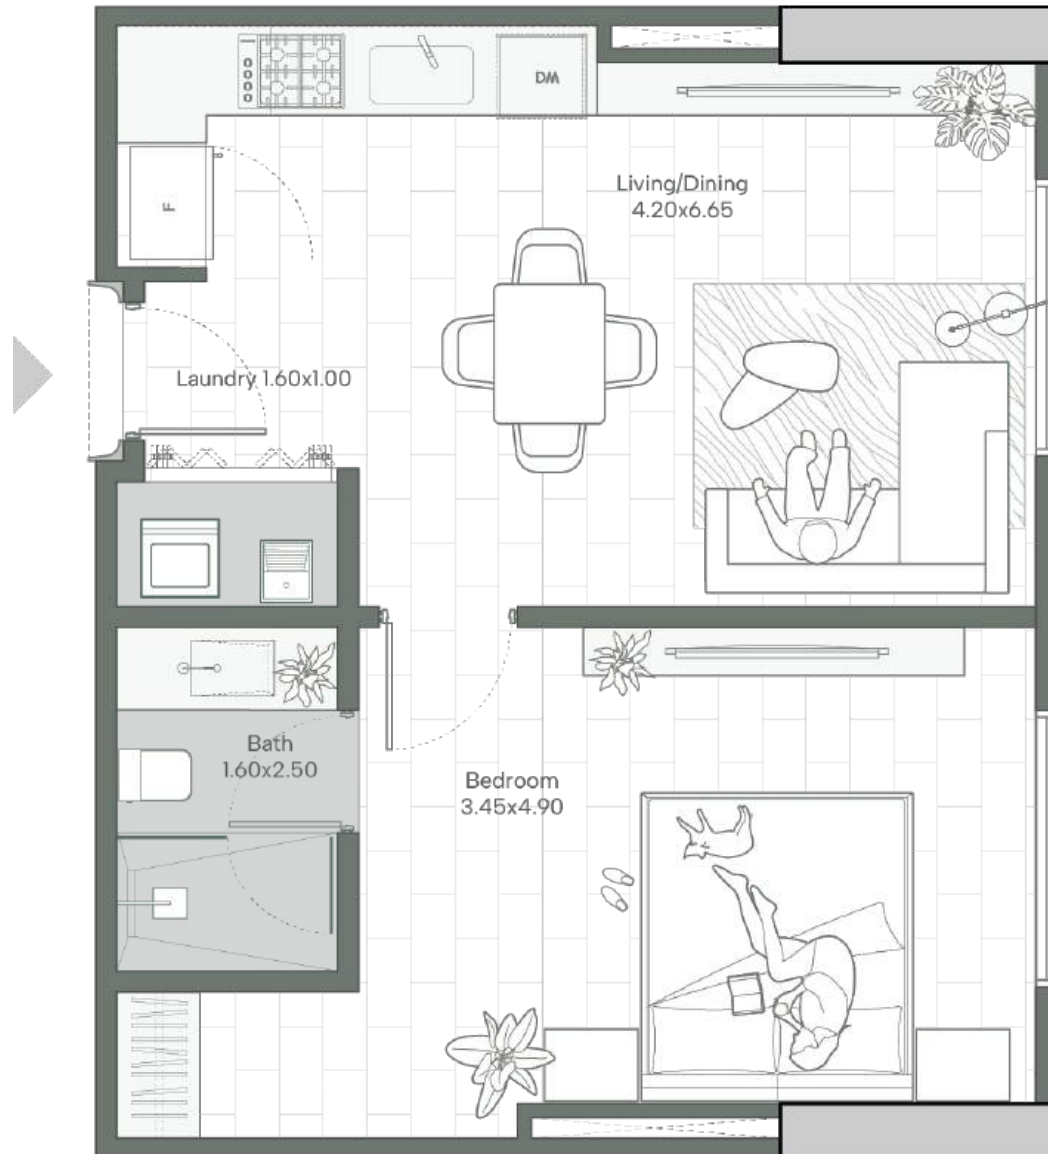 DW
F
Living/Dining
4.20x6.65
Laundry 1.60x1.00
Bath
1.60x2.50
Bedroom
3.45x4.90